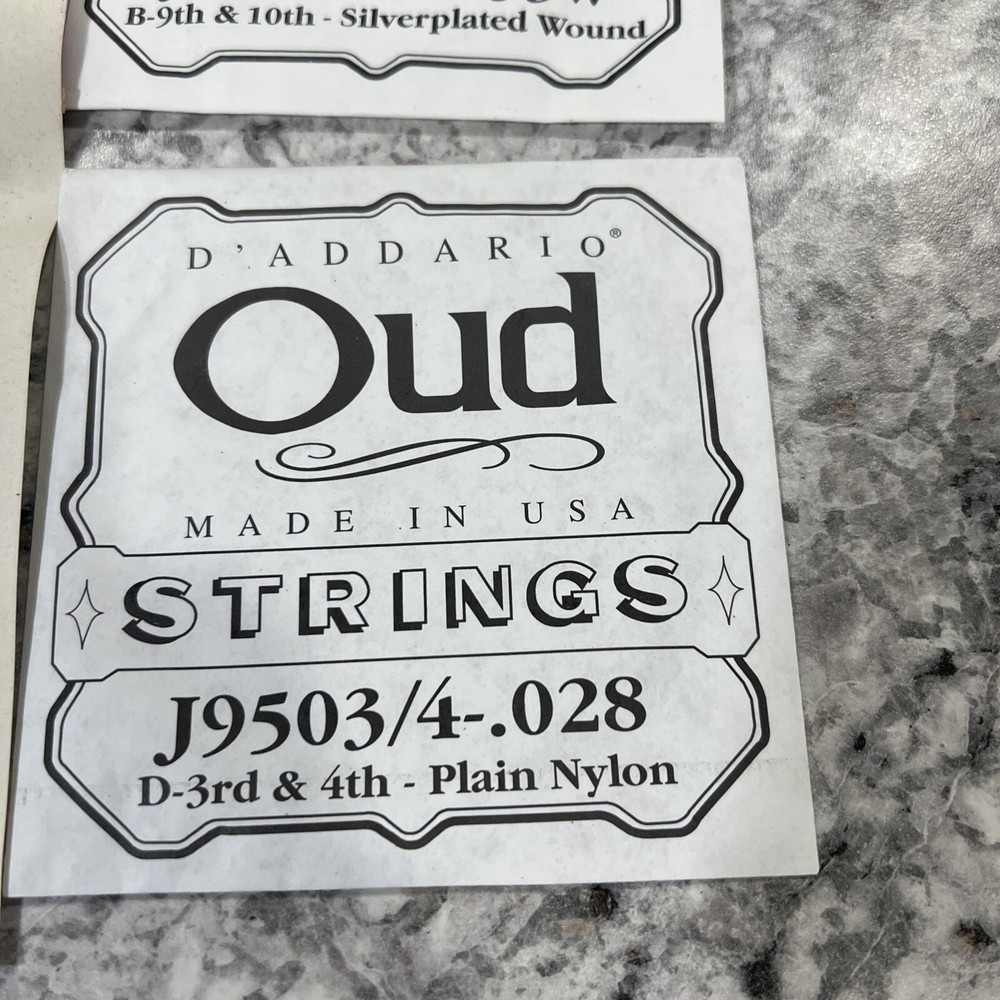 B-9th & 10th - Silverplated Wound
D'ADDARIO®
Oud
MADE IN USA
STRINGS
J9503/4-.028
D-3rd & 4th - Plain Nylon